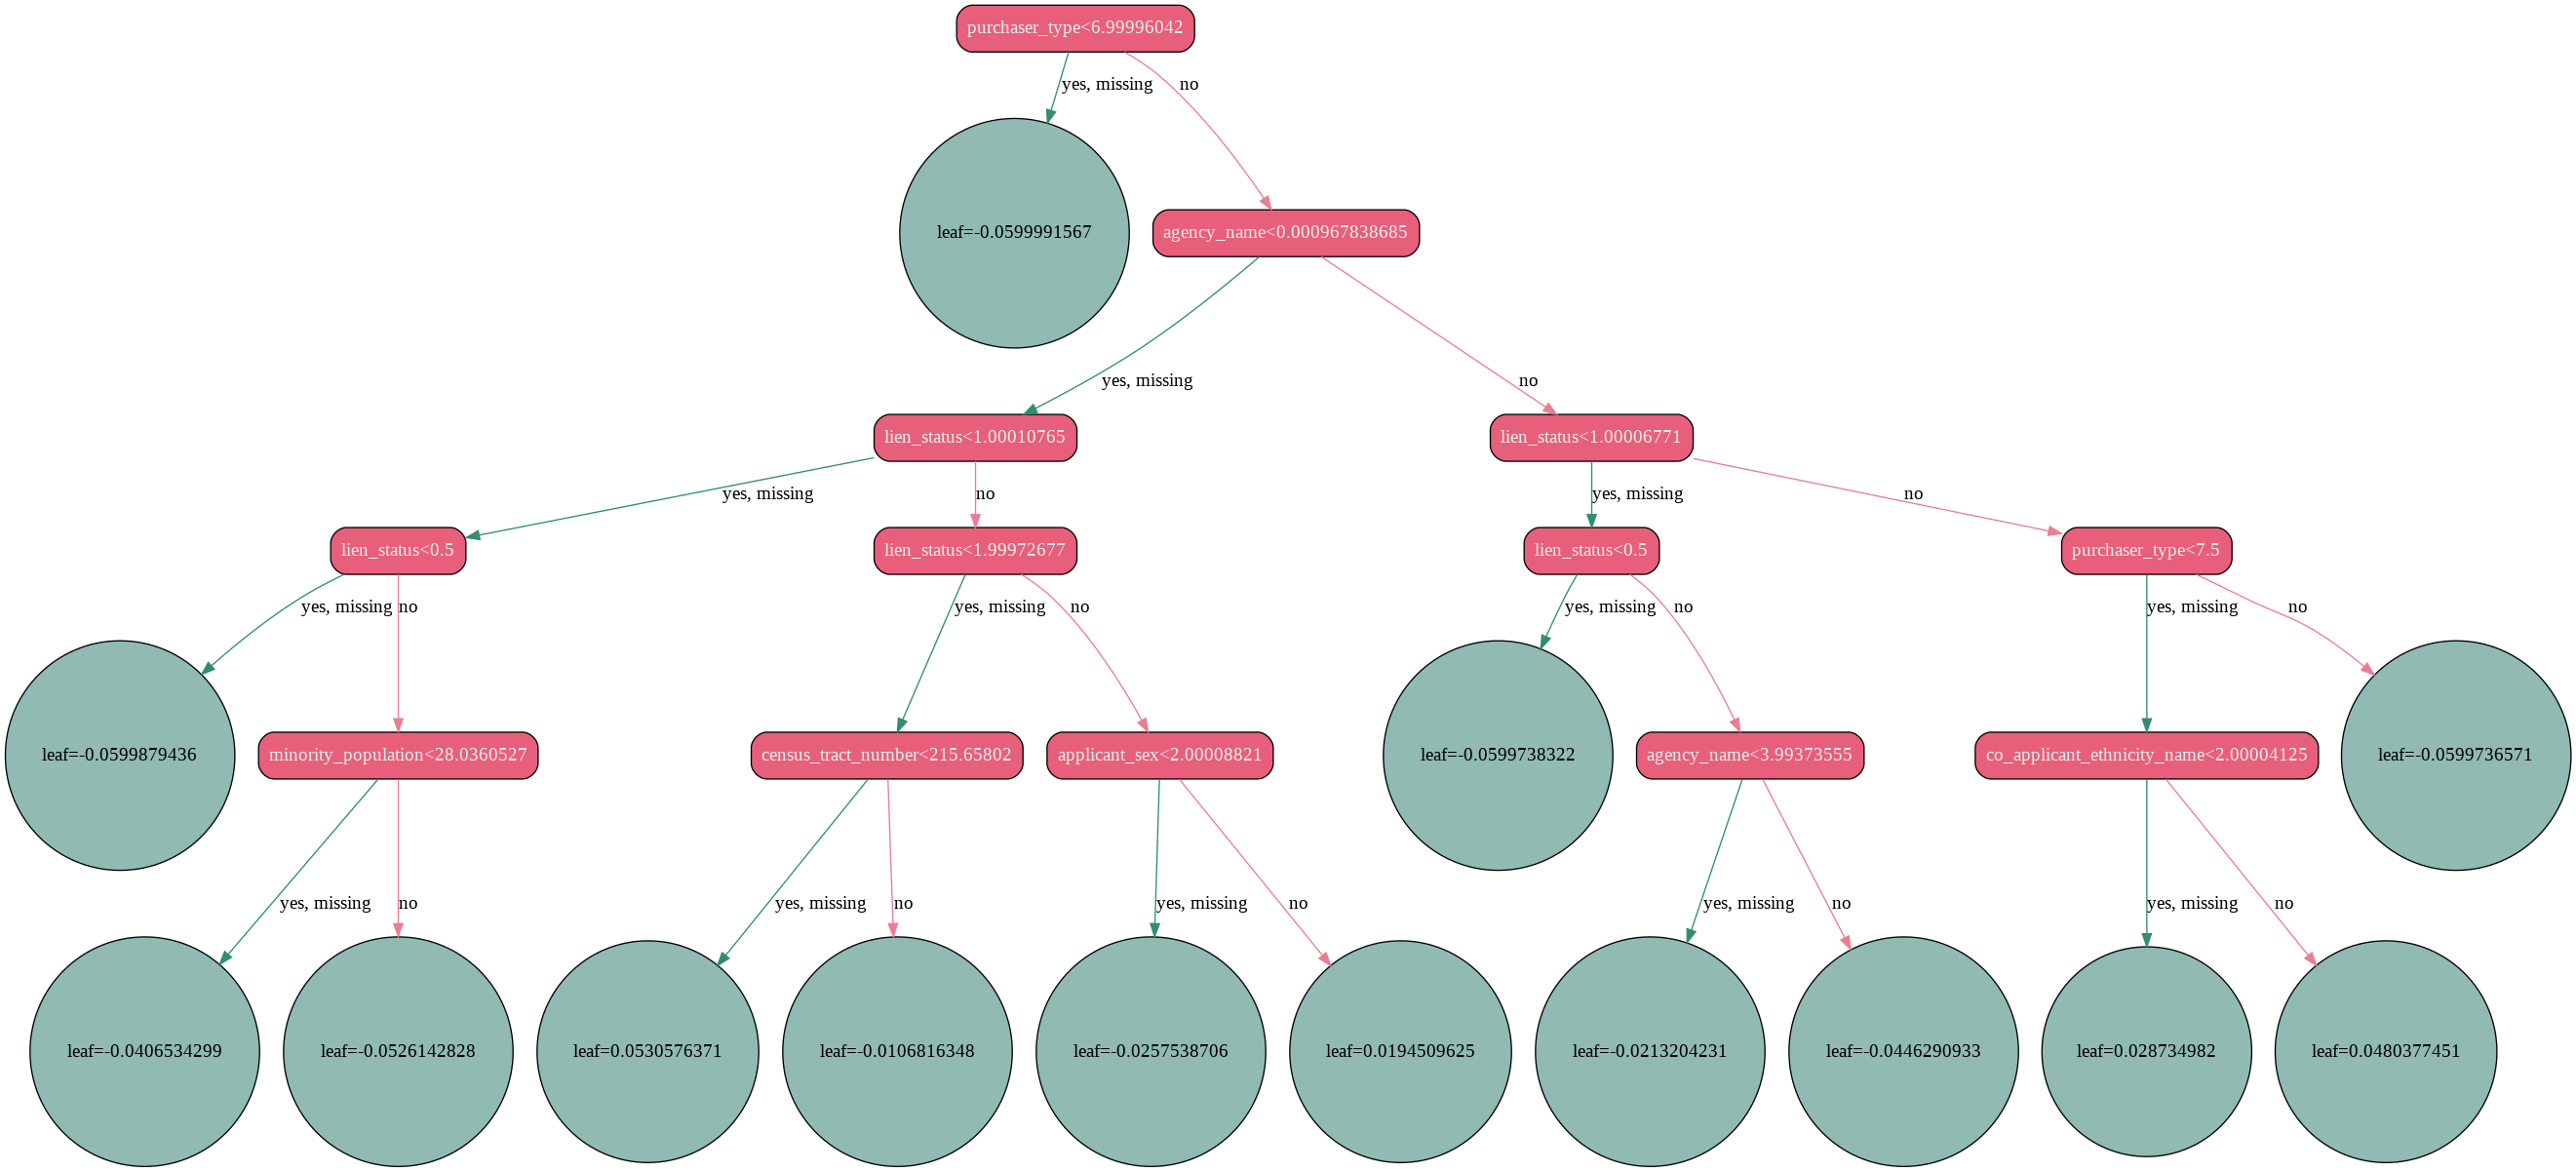 purchaser_type<6.99996042
yes, missing
no
leaf=-0.0599991567
agency_name<0.000967838685
yes, missing
no
lien_status<1.00010765
lien_status<1.00006771
yes, missing
no
yes, missing
no
lien_status<0.5
lien_status<1.99972677
lien_status<0.5
purchaser_type<7.5
yes, missing
no
yes, missing
no
yes, missing
no
yes, missing
no
leaf=-0.0599879436
minority_population<28.0360527
census_tract_number<215.65802
applicant_sex<2.00008821
leaf=-0.0599738322
agency_name<3.99373555
co_applicant_ethnicity_name<2.00004125
leaf=-0.0599736571
yes, missing
no
yes, missing
no
yes, missing
no
yes, missing
no
yes, missing
no
leaf=-0.0406534299
leaf=-0.0526142828
leaf=0.0530576371
leaf=-0.0106816348
leaf=-0.0257538706
leaf=0.0194509625
leaf=-0.0213204231
leaf=-0.0446290933
leaf=0.028734982
leaf=0.0480377451